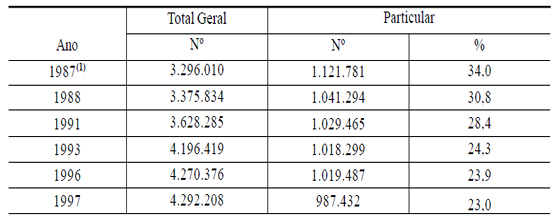 Total Geral Particular
Ano Nº Nº %
1987(1) 3.296.010 1.121.781 34.0
1988 3.375.834 1.041.294 30.8
1991 3.628.285 1.029.465 28.4
1993 4.196.419 1.018.299 24.3
1996 4.270.376 1.019.487 23,9
1997 4.292.208 987.432 23.0